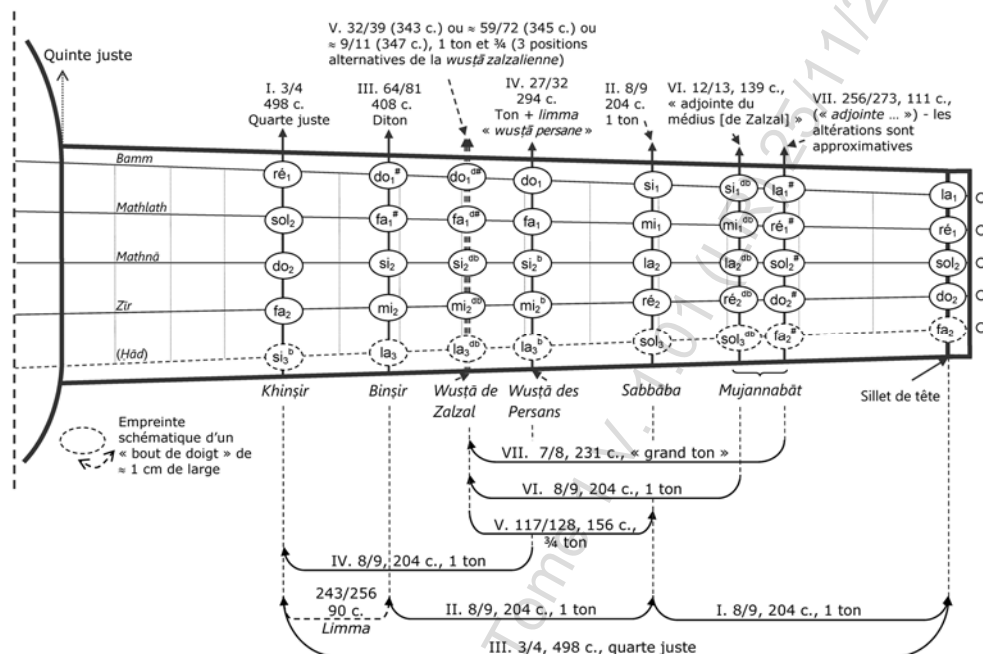 V. 32/39 (343 c.) ou ≈ 59/72 (345 c.) ou
≈ 9/11 (347 c.), 1 ton et ¾ (3 positions
alternatives de la wusṭā zalzalienne)
Quinte juste
I. 3/4
498 c.
Quarte juste
III. 64/81
408 c.
Diton
IV. 27/32
294 c.
Ton + limma
« wusṭā persane »
II. 8/9
204 c.
1 ton
VI. 12/13, 139 c.,
« adjointe du
médius [de Zalzal] »
VII. 256/273, 111 c.,
(« adjointe ... ») - les
altérations sont
approximatives
Bamm
ré1 do1# do1d# do1 si1 si1db la1# la1
Mathlath
sol2 fa1# fa1d# fa1 mi1 mi1db ré1# ré1
Mathnā
do2 si2 si2db si2b la2 la2db sol2# sol2
Zīr
fa2 mi2 mi2db mi2b ré2 ré2db do2# do2
(Ḥād)
si3b la3 la3db la3b sol3 sol3db fa2# fa2
Khinṣir
Binṣir
Wusṭā de
Zalzal
Wusṭā des
Persans
Sabbāba
Mujannabāt
Sillet de tête
Empreinte
schématique d'un
« bout de doigt » de
≈ 1 cm de large
VII. 7/8, 231 c., « grand ton »
VI. 8/9, 204 c., 1 ton
V. 117/128, 156 c.,
¾ ton
IV. 8/9, 204 c., 1 ton
243/256
90 c.
Limma
II. 8/9, 204 c., 1 ton
I. 8/9, 204 c., 1 ton
III. 3/4, 498 c., quarte juste